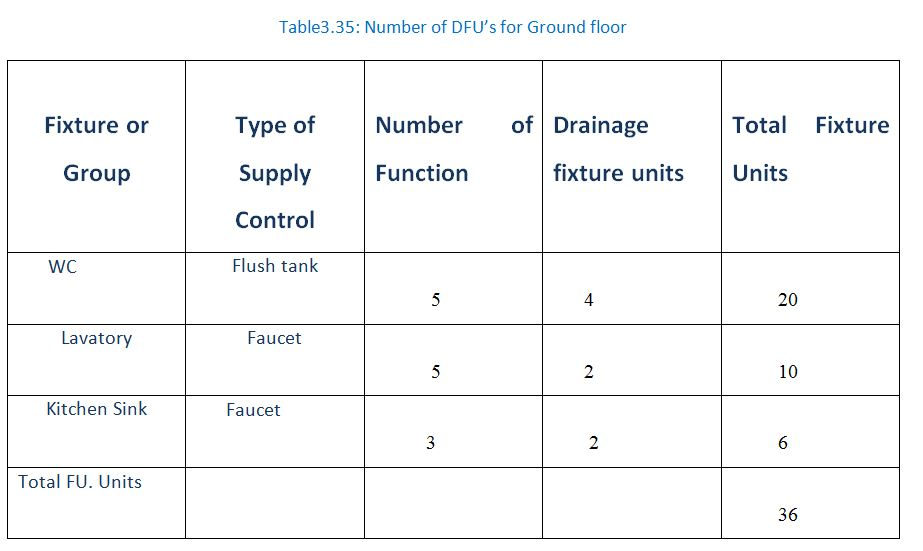 Table3.35: Number of DFU's for Ground floor
Fixture or
Group
Type of
Supply
Control
Number of
Function
Drainage
fixture units
Total Fixture
Units
WC
Flush tank
5
4
20
Lavatory
Faucet
5
2
10
Kitchen Sink
Faucet
3
2
6
Total FU. Units
36